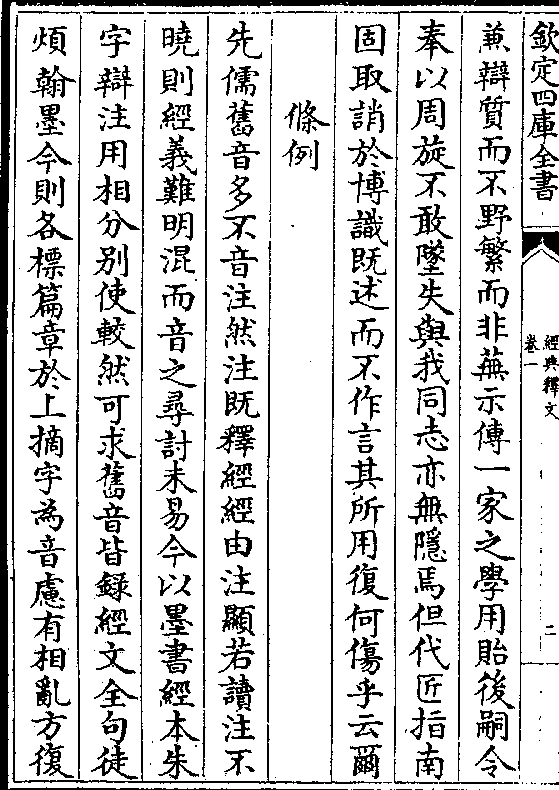 欽定四庫全書
經典釋文
卷一
二
兼辯質而不野繁而非蕪示傳一家之學用貽後嗣令
奉以周旋不敢墜失與我同志亦無隱焉但代匠指南
固取誚於博識既述而不作言其所用復何傷乎云爾
條例
先儒舊音多不音注然注既釋經經由注顯若讀注不
曉則經義難明混而音之尋討未易今以墨書經本朱
字辯注用相分別使較然可求舊音皆錄經文全句徒
煩翰墨今則各標篇章於上摘字為音慮有相亂方復